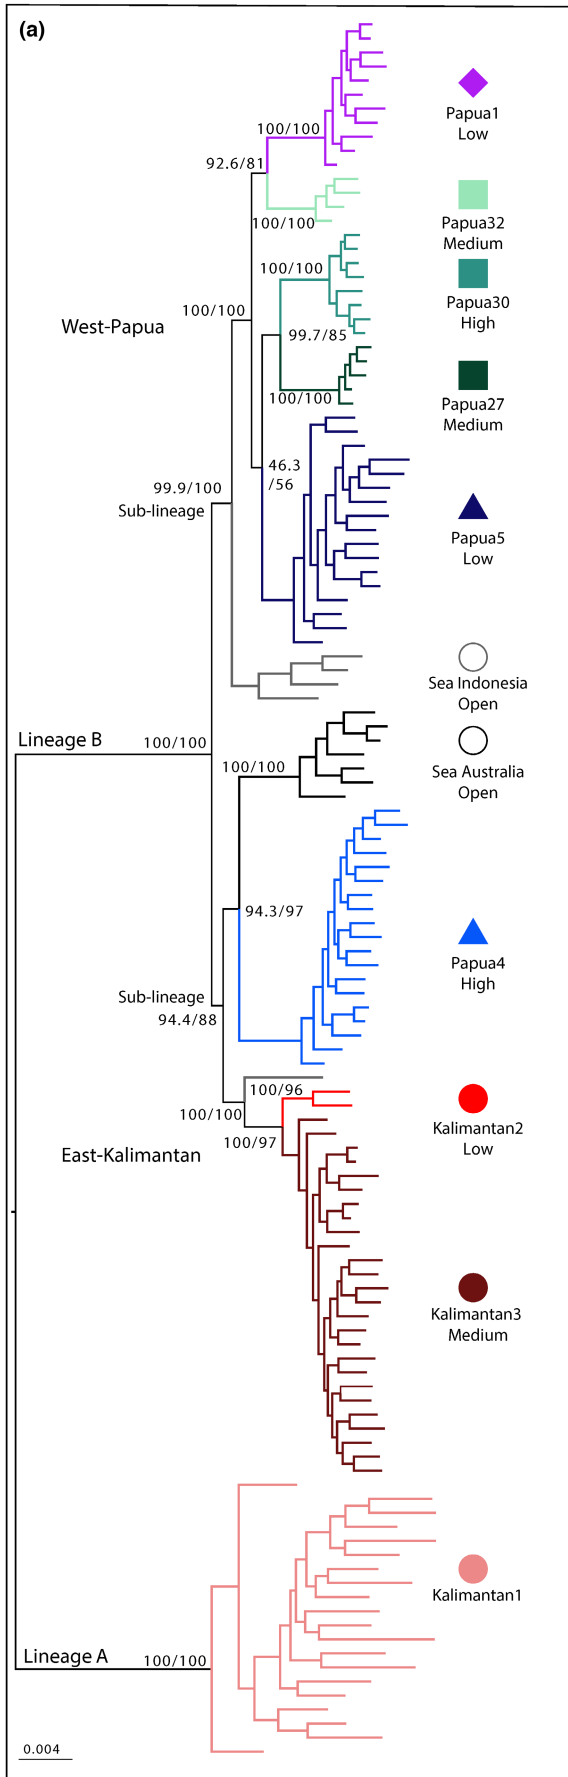 (a)
100/100
Papua1
Low
92.6/81
100/100
Papua32
Medium
100/100
Papua30
High
100/100
West-Papua
99.7/85
100/100
Papua27
Medium
46.3
/56
99.9/100
Sub-lineage
Papua5
Low
Sea Indonesia
Open
Lineage B
100/100
100/100
Sea Australia
Open
94.3/97
Papua4
High
Sub-lineage
94.4/88
100/96
100/100
Kalimantan2
Low
100/97
East-Kalimantan
Kalimantan3
Medium
Kalimantan1
Lineage A
100/100
0.004